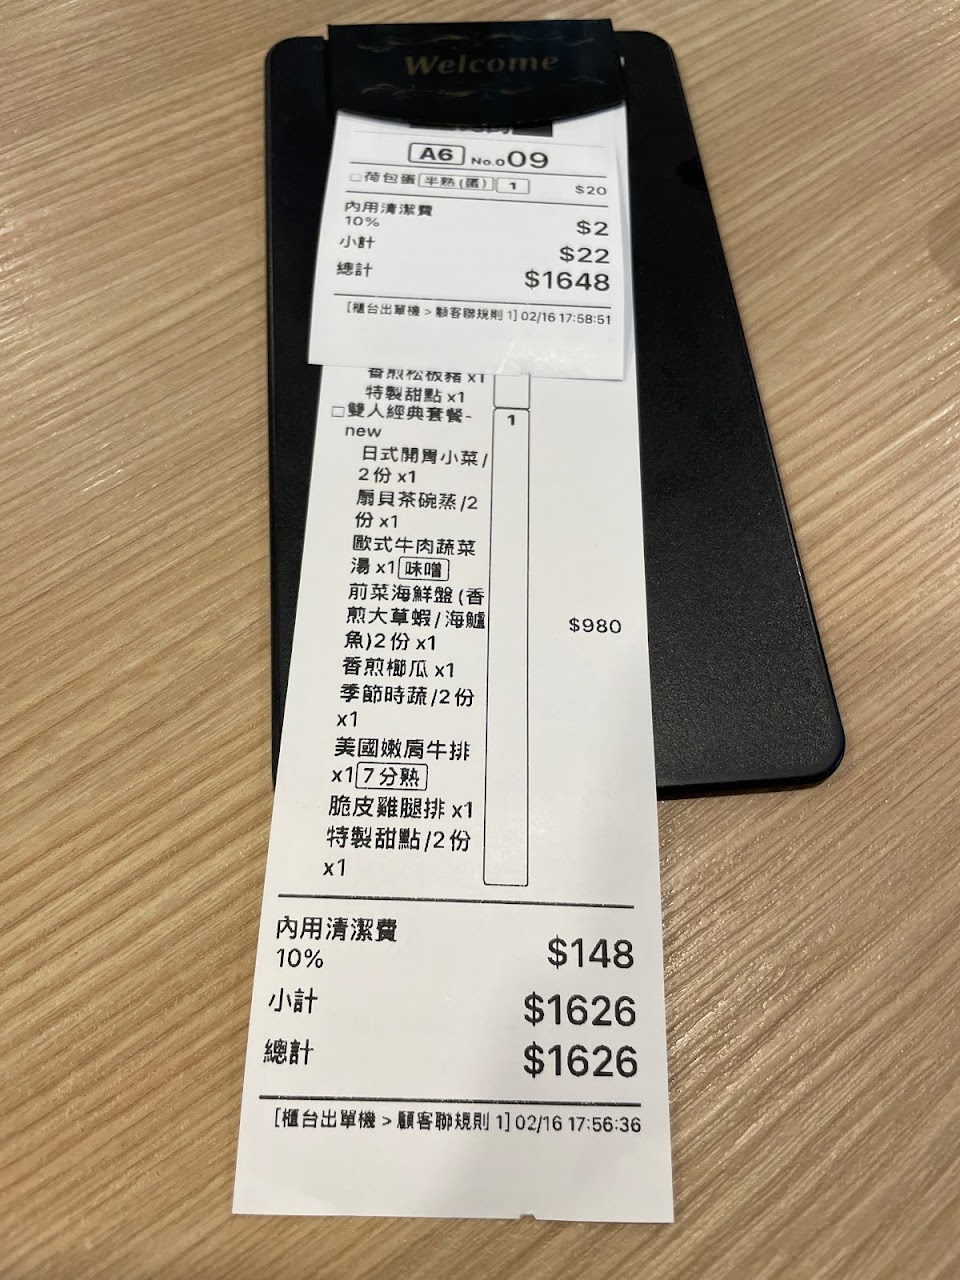 Welcome
A6 No.009
□荷包蛋 半熟(蛋) 1 $20
內用清潔費
10% $2
小計 $22
總計 $1648
[櫃台出單機 > 顧客聯規則 1] 02/16 17:58:51
香煎松板豬 x1
特製甜點 x1
□雙人經典套餐- 1
new
日式開胃小菜/
2份 x1
扇貝茶碗蒸/2
份 x1
歐式牛肉蔬菜
湯 x1 味噌
前菜海鮮盤(香
煎大草蝦/海鱸 $980
魚)2份 x1
香煎櫛瓜 x1
季節時蔬/2份
x1
美國嫩肩牛排
x1 7分熟
脆皮雞腿排 x1
特製甜點/2份
x1
內用清潔費
10% $148
小計 $1626
總計 $1626
[櫃台出單機 > 顧客聯規則 1] 02/16 17:56:36